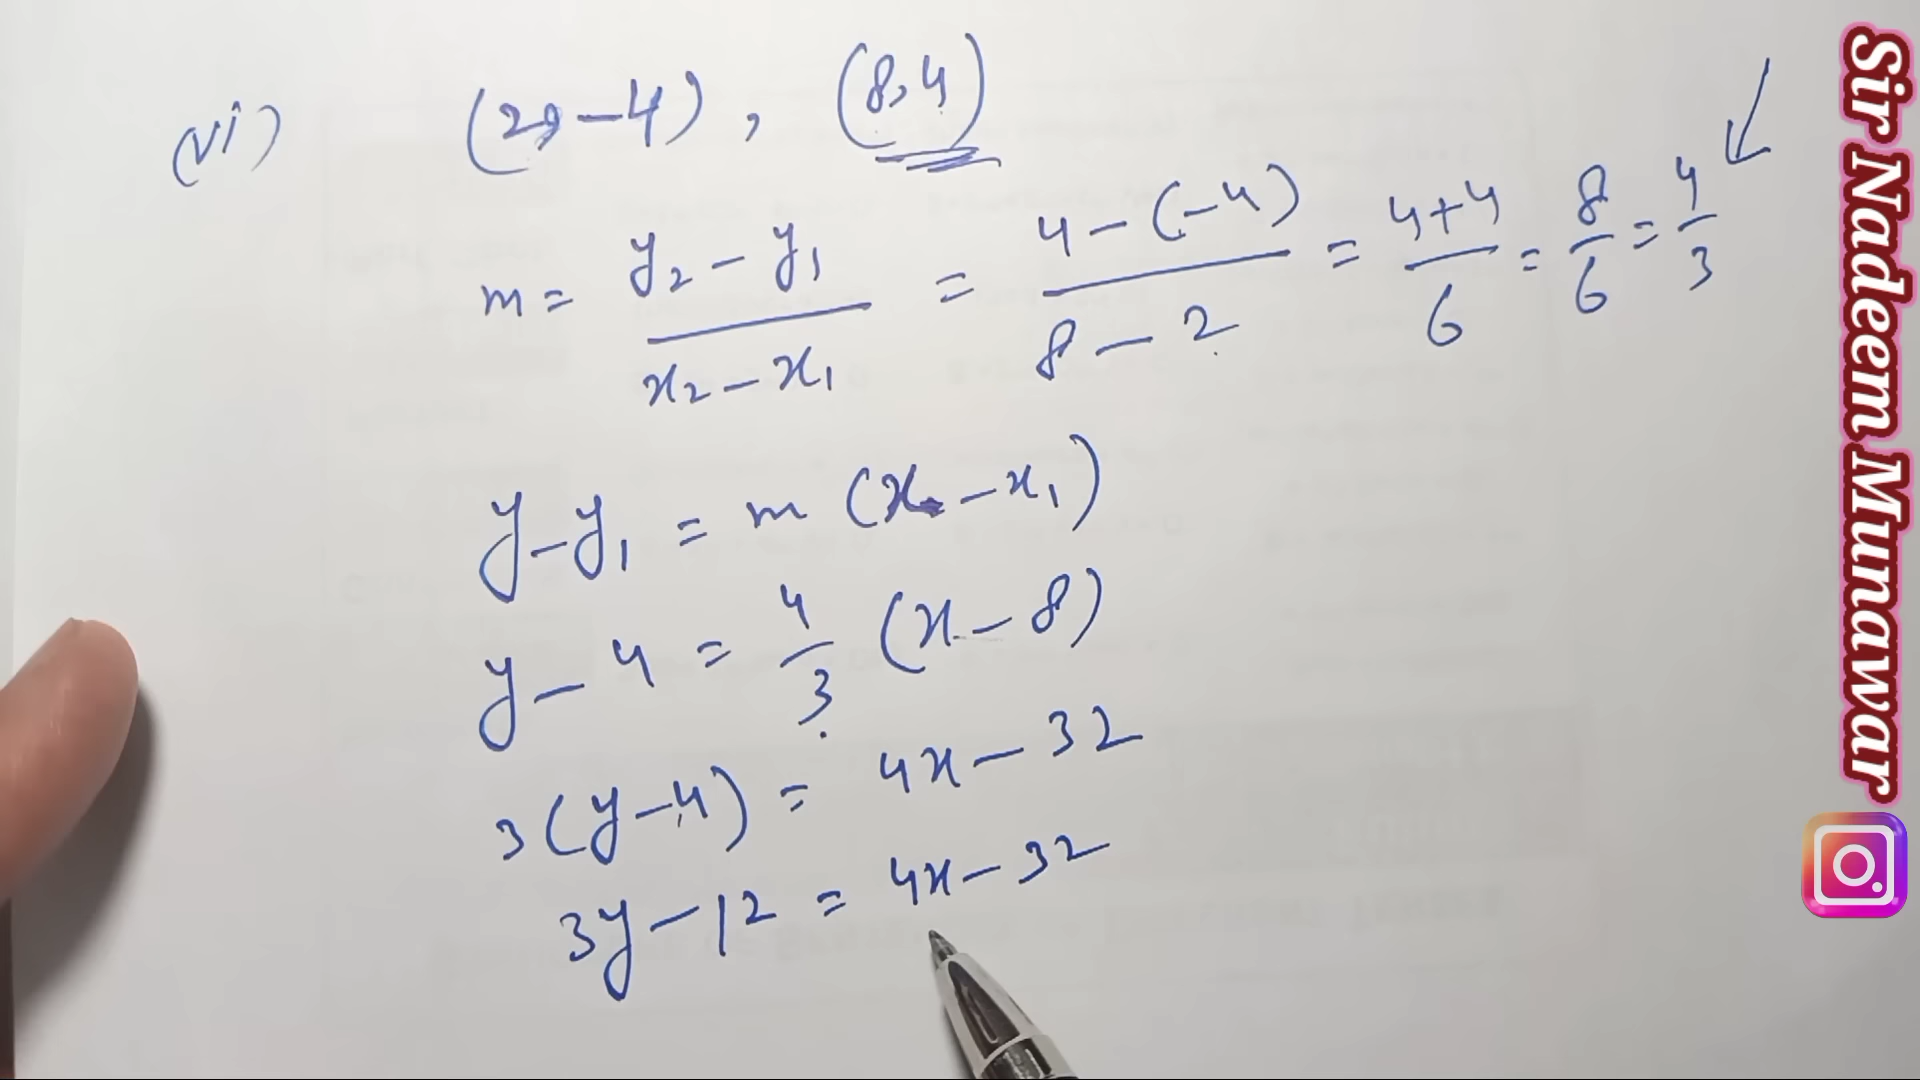 (vi) (2, -4) , (8, 4)
m = y₂ - y₁ / x₂ - x₁ = 4 - (-4) / 8 - 2 = 4+4 / 6 = 8/6 = 4/3
y - y₁ = m (x - x₁)
y - 4 = 4/3 (x - 8)
3(y - 4) = 4x - 32
3y - 12 = 4x - 32
Sir Nadeem Munawar